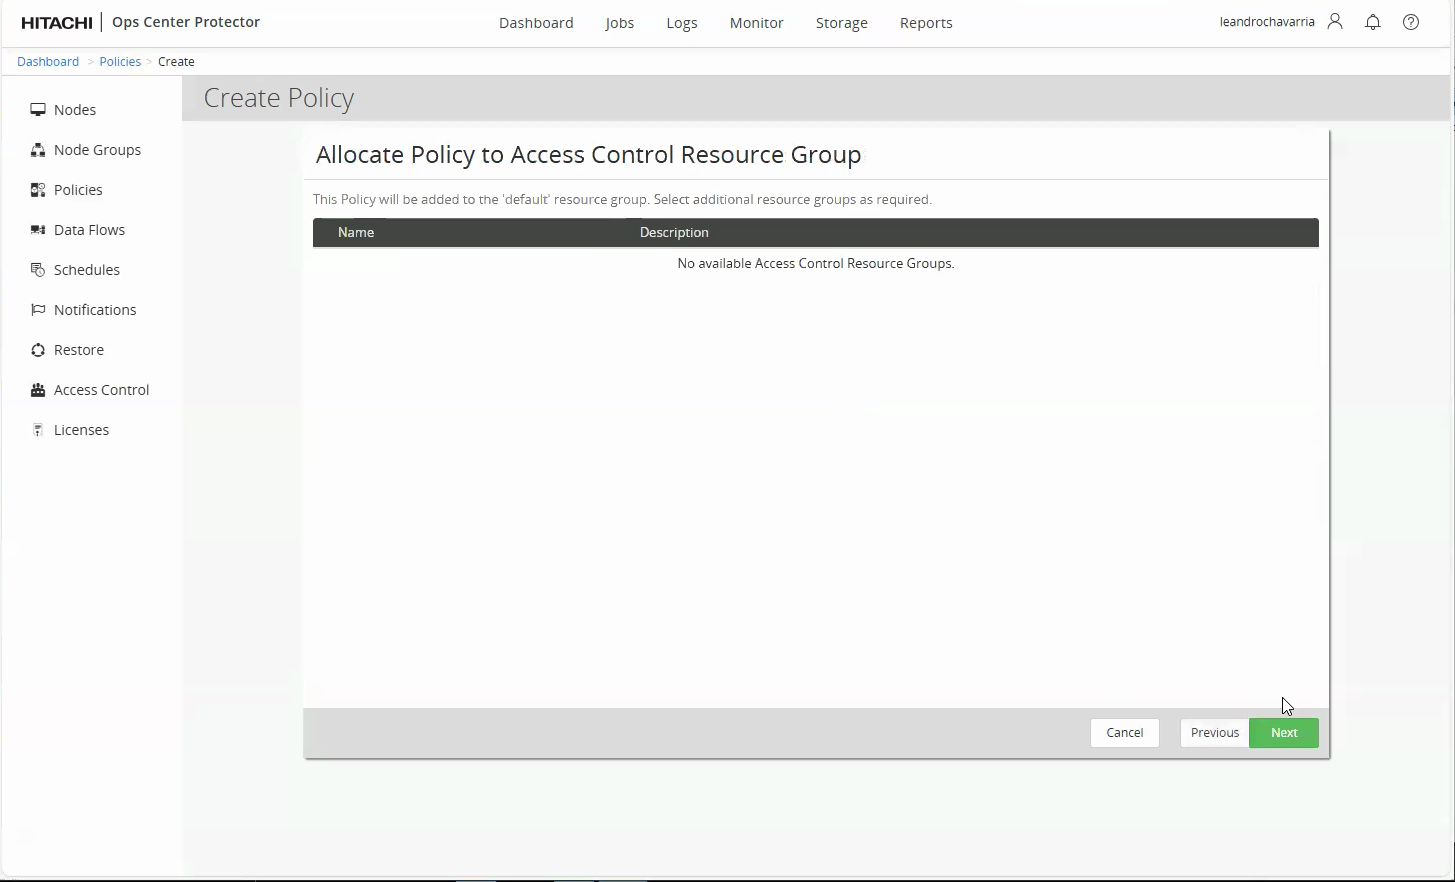 HITACHI Ops Center Protector Dashboard Jobs Logs Monitor Storage Reports leandrochavarria
Dashboard > Policies > Create
Create Policy
Nodes
Node Groups
Policies
Data Flows
Schedules
Notifications
Restore
Access Control
Licenses
Allocate Policy to Access Control Resource Group
This Policy will be added to the 'default' resource group. Select additional resource groups as required.
Name Description
No available Access Control Resource Groups.
Cancel Previous Next